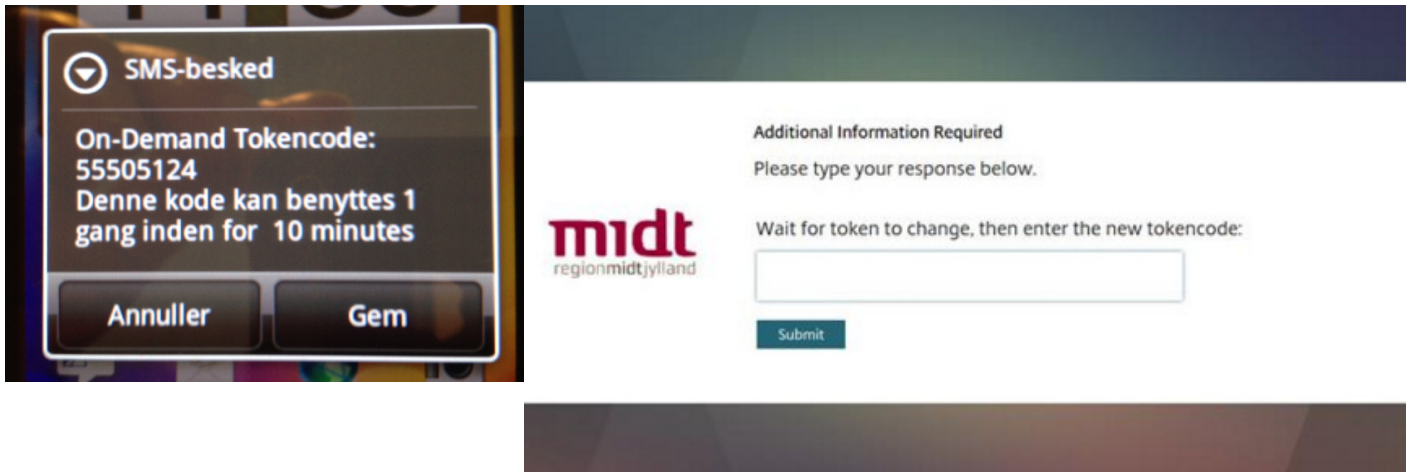 SMS-besked
On-Demand Tokencode:
55505124
Denne kode kan benyttes 1
gang inden for 10 minutes
Annuller
Gem
Additional Information Required
Please type your response below.
midt
regionmidtjylland
Wait for token to change, then enter the new tokencode:
Submit